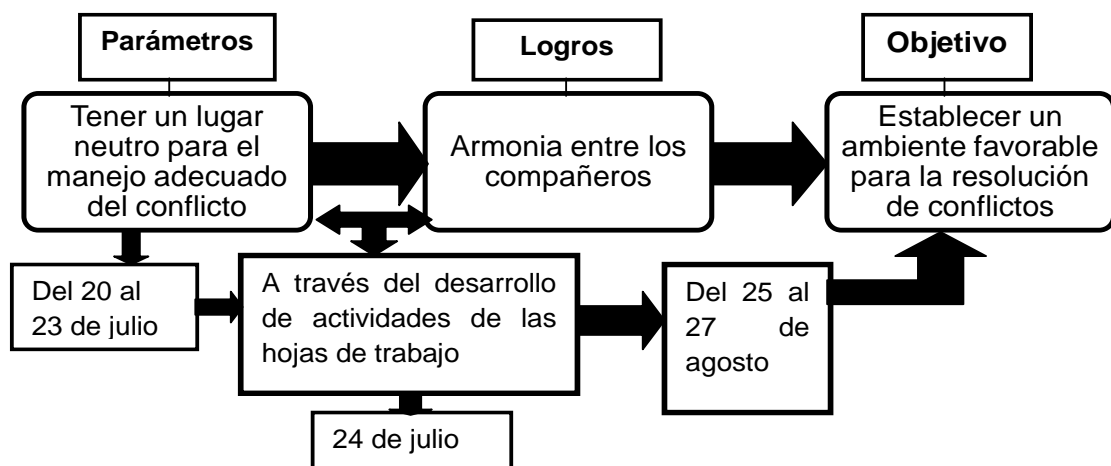 Parámetros
Logros
Objetivo
Tener un lugar
neutro para el
manejo adecuado
del conflicto
Armonia entre los
compañeros
Establecer un
ambiente favorable
para la resolución
de conflictos
Del 20 al
23 de julio
A través del desarrollo
de actividades de las
hojas de trabajo
Del 25 al
27 de
agosto
24 de julio